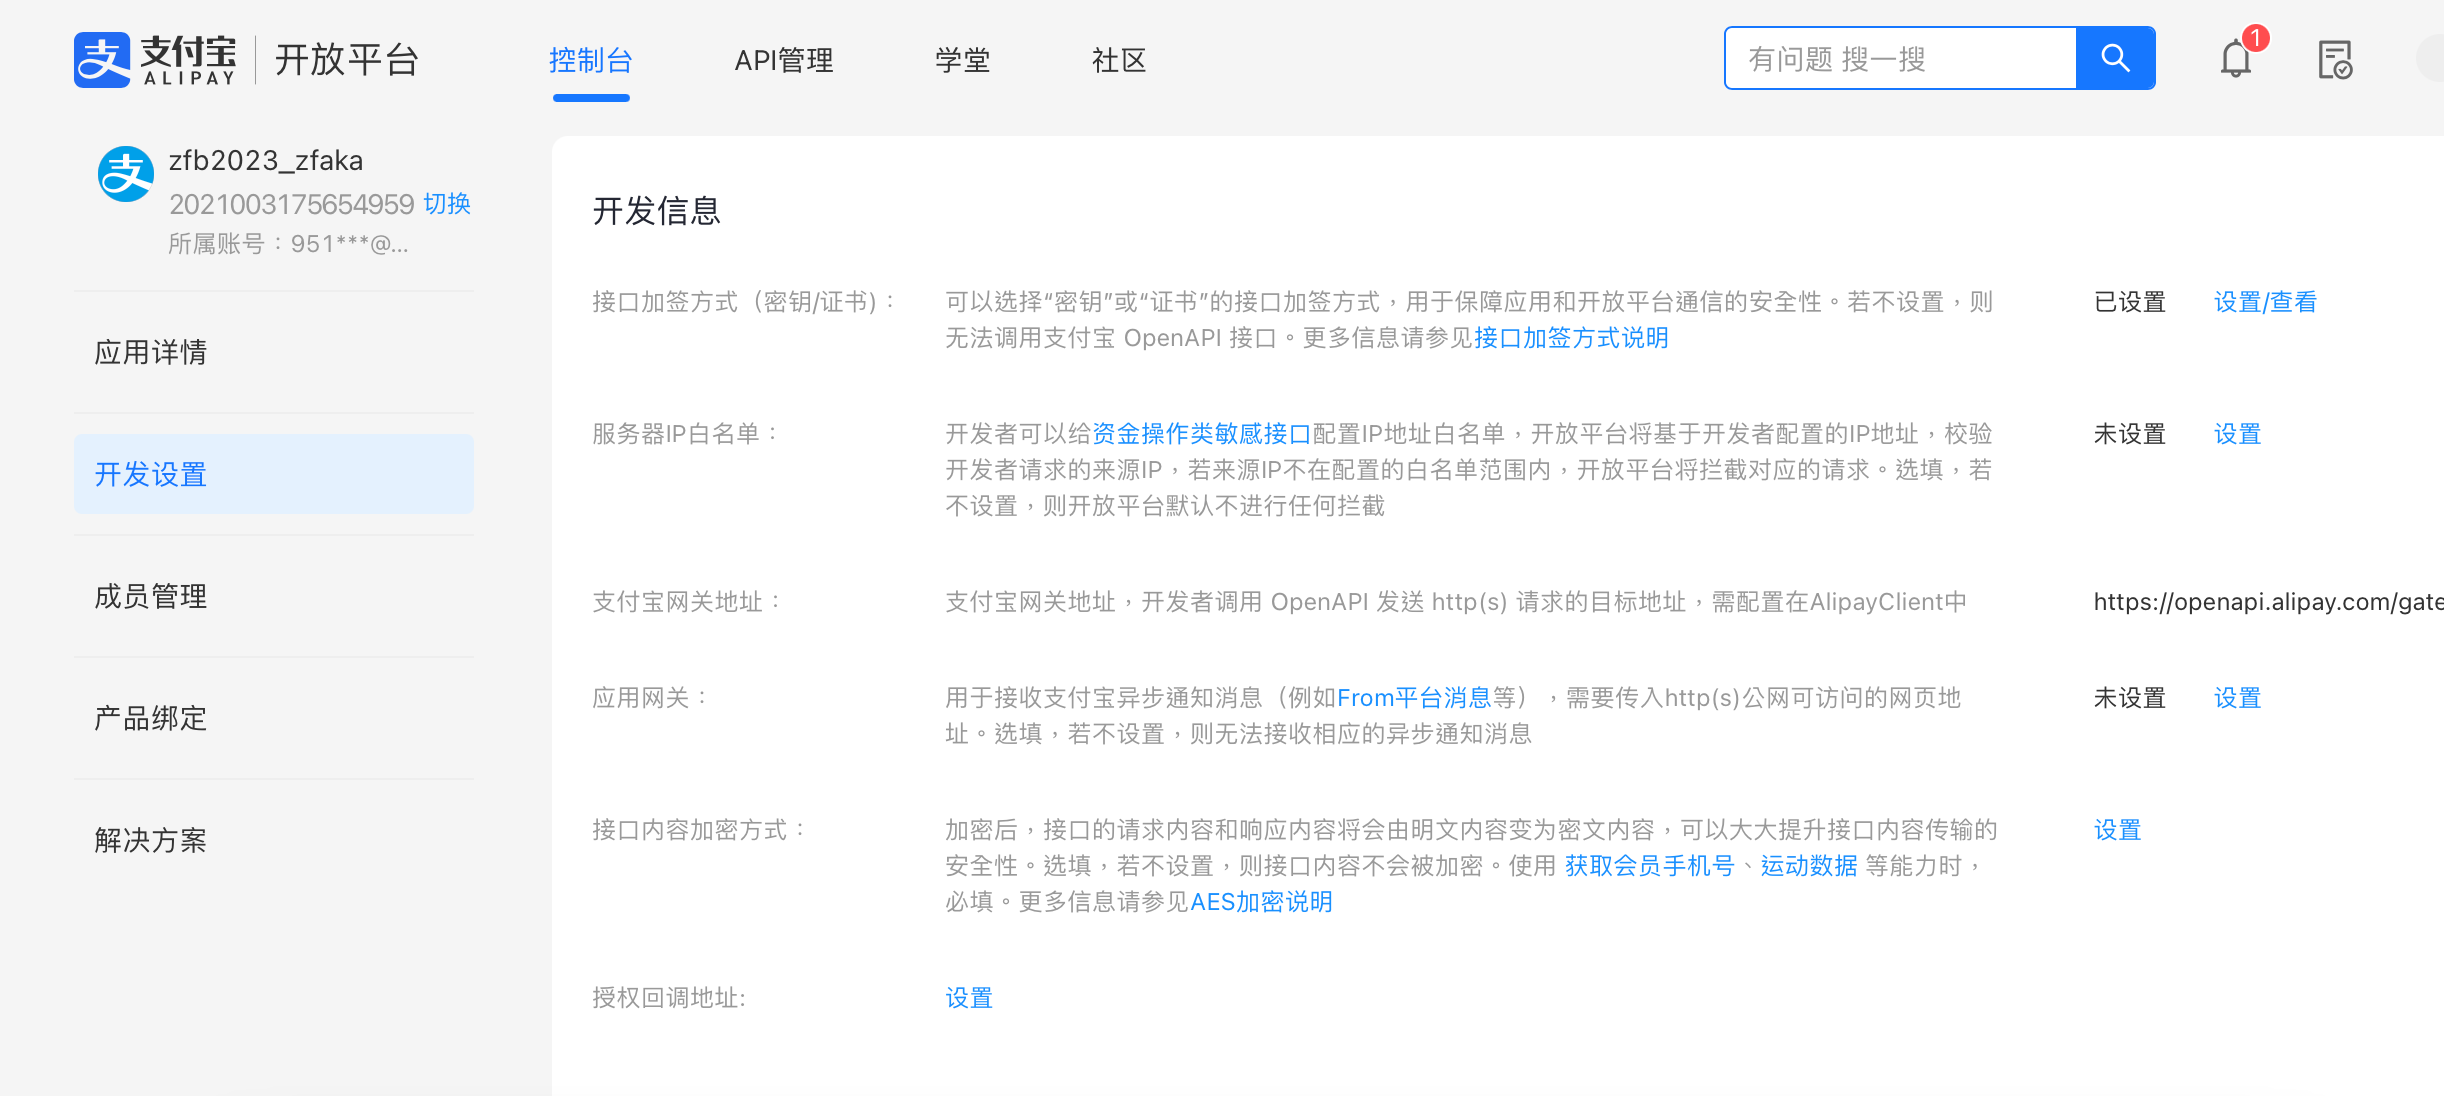 支付宝 ALIPAY 开放平台 控制台 API管理 学堂 社区 有问题 搜一搜 1
zfb2023_zfaka
2021003175654959 切换
所属账号：951***@...
应用详情
开发设置
成员管理
产品绑定
解决方案
开发信息
接口加签方式（密钥/证书)：
可以选择“密钥”或“证书”的接口加签方式，用于保障应用和开放平台通信的安全性。若不设置，则
无法调用支付宝 OpenAPI 接口。更多信息请参见接口加签方式说明
已设置 设置/查看
服务器IP白名单：
开发者可以给资金操作类敏感接口配置IP地址白名单，开放平台将基于开发者配置的IP地址，校验
开发者请求的来源IP，若来源IP不在配置的白名单范围内，开放平台将拦截对应的请求。选填，若
不设置，则开放平台默认不进行任何拦截
未设置 设置
支付宝网关地址：
支付宝网关地址，开发者调用 OpenAPI 发送 http(s) 请求的目标地址，需配置在AlipayClient中
https://openapi.alipay.com/gate
应用网关：
用于接收支付宝异步通知消息（例如From平台消息等），需要传入http(s)公网可访问的网页地
址。选填，若不设置，则无法接收相应的异步通知消息
未设置 设置
接口内容加密方式：
加密后，接口的请求内容和响应内容将会由明文内容变为密文内容，可以大大提升接口内容传输的
安全性。选填，若不设置，则接口内容不会被加密。使用 获取会员手机号、运动数据 等能力时，
必填。更多信息请参见AES加密说明
设置
授权回调地址:
设置